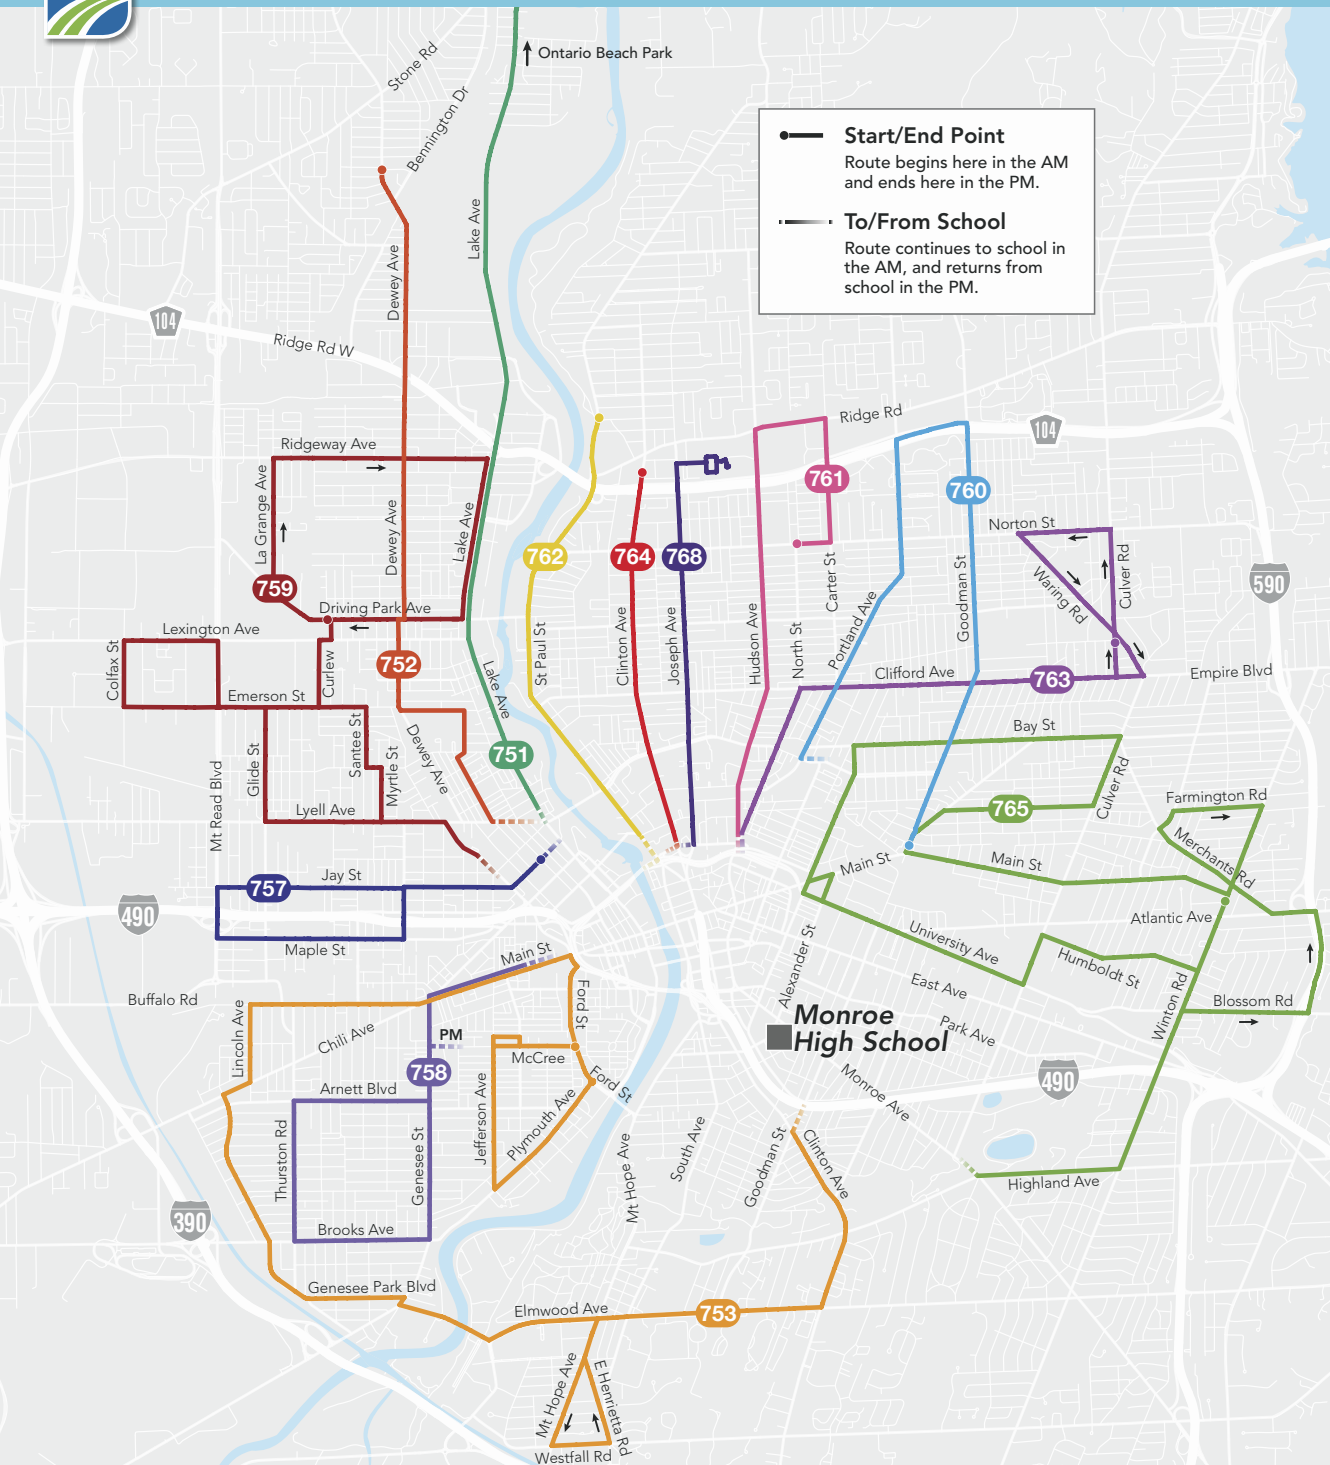 Stone Rd
Ontario Beach Park
Bennington Dr
Start/End Point
Route begins here in the AM
and ends here in the PM.
To/From School
Route continues to school in
the AM, and returns from
school in the PM.
Lake Ave
Dewey Ave
104
Ridge Rd W
Ridge Rd
104
Ridgeway Ave
La Grange Ave
Dewey Ave
Lake Ave
761
760
Norton St
762
764
768
Waring Rd
Culver Rd
590
759
Driving Park Ave
Carter St
Goodman St
Portland Ave
Lexington Ave
Colfax St
Curlew
752
Lake Ave
St Paul St
Clinton Ave
Joseph Ave
Hudson Ave
North St
Clifford Ave
763
Empire Blvd
Emerson St
Santee St
Myrtle St
Dewey Ave
751
Bay St
Mt Read Blvd
Glide St
Lyell Ave
765
Culver Rd
Farmington Rd
Merchants Rd
Main St
Main St
Jay St
757
490
Maple St
Atlantic Ave
University Ave
Humboldt St
Main St
Alexander St
East Ave
Winton Rd
Buffalo Rd
Blossom Rd
Lincoln Ave
Chili Ave
PM
Ford St
Monroe
High School
Park Ave
McCree
758
490
Arnett Blvd
Ford St
Monroe Ave
Thurston Rd
Genesee St
Jefferson Ave
Plymouth Ave
Mt Hope Ave
South Ave
Goodman St
Clinton Ave
Highland Ave
390
Brooks Ave
Genesee Park Blvd
Elmwood Ave
753
Mt Hope Ave
E Henrietta Rd
Westfall Rd